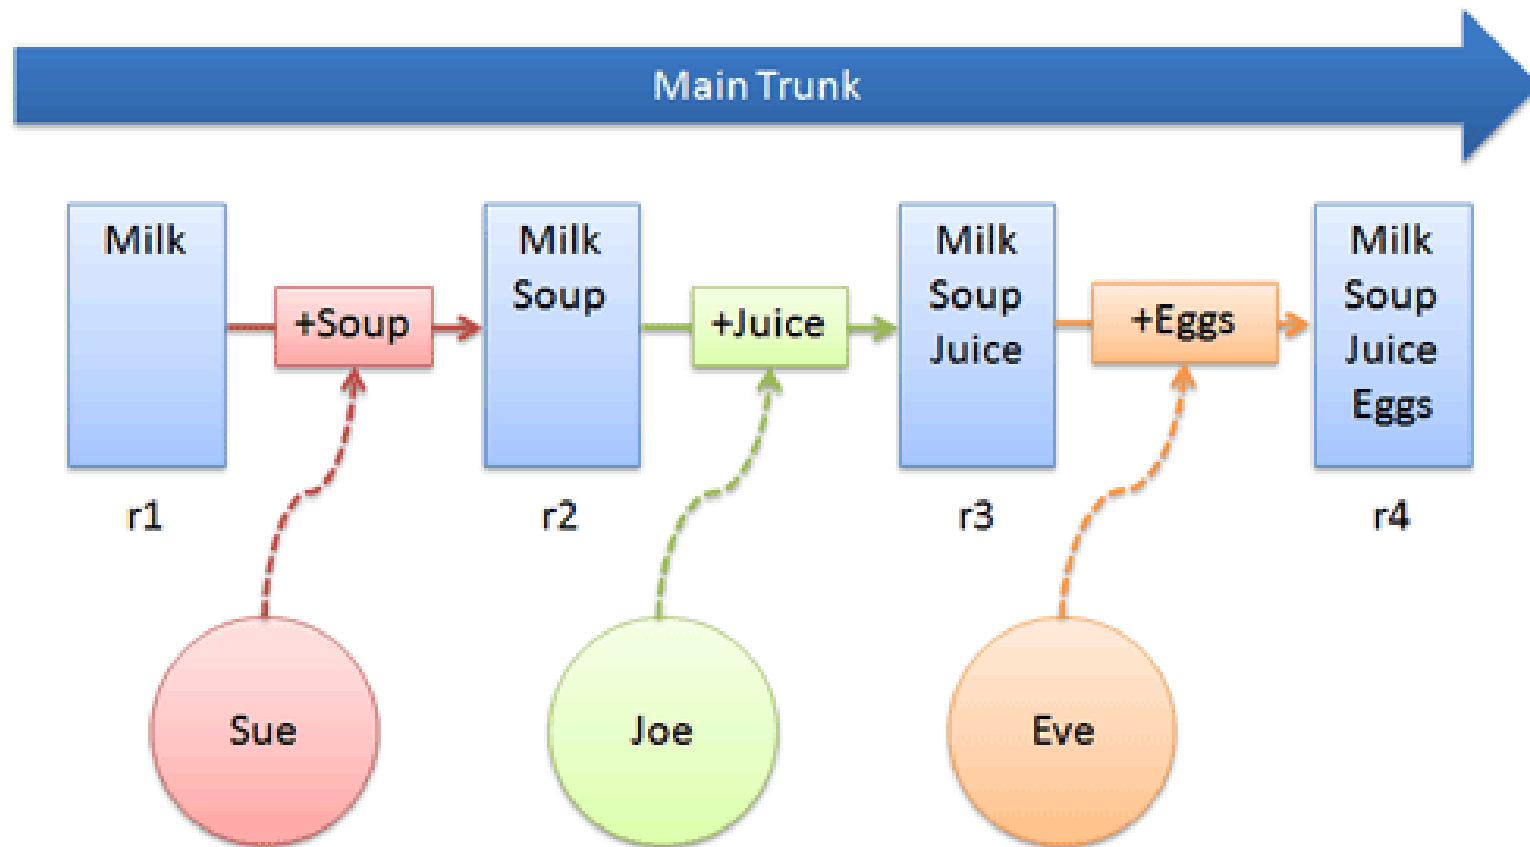 Main Trunk
Milk
+Soup
Milk
Soup
+Juice
Milk
Soup
Juice
+Eggs
Milk
Soup
Juice
Eggs
r1
r2
r3
r4
Sue
Joe
Eve